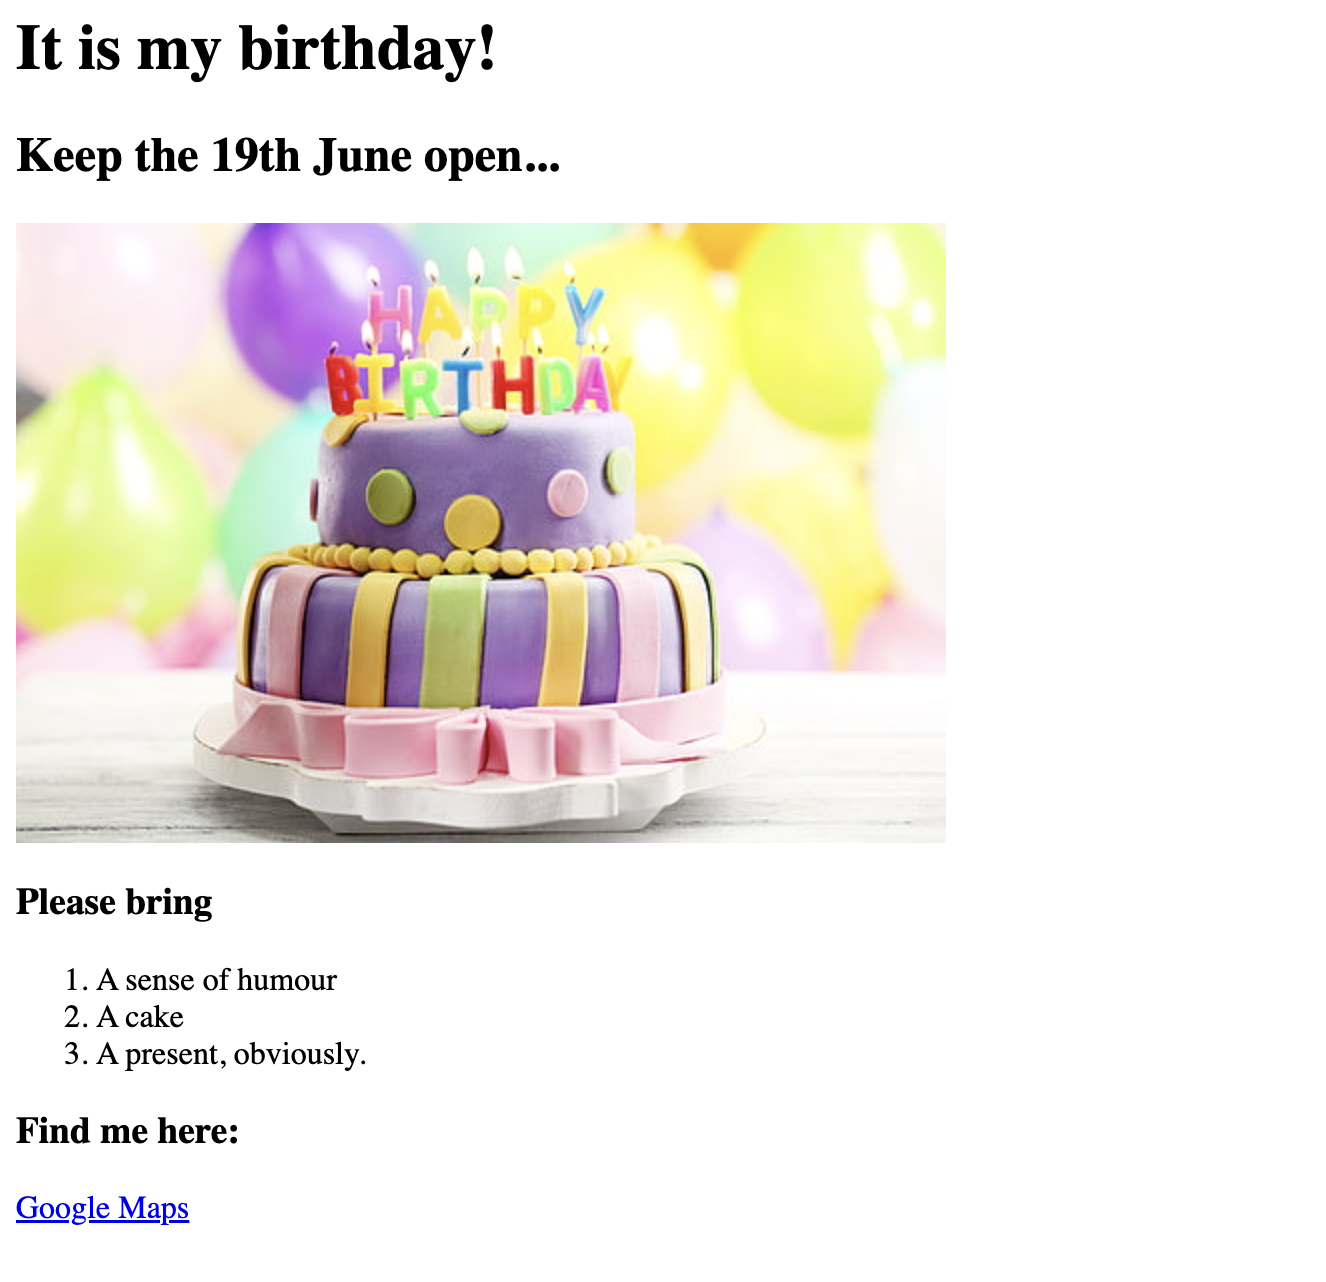 It is my birthday!
Keep the 19th June open...
HAPPY
BIRTHDAY
Please bring
1. A sense of humour
2. A cake
3. A present, obviously.
Find me here:
Google Maps